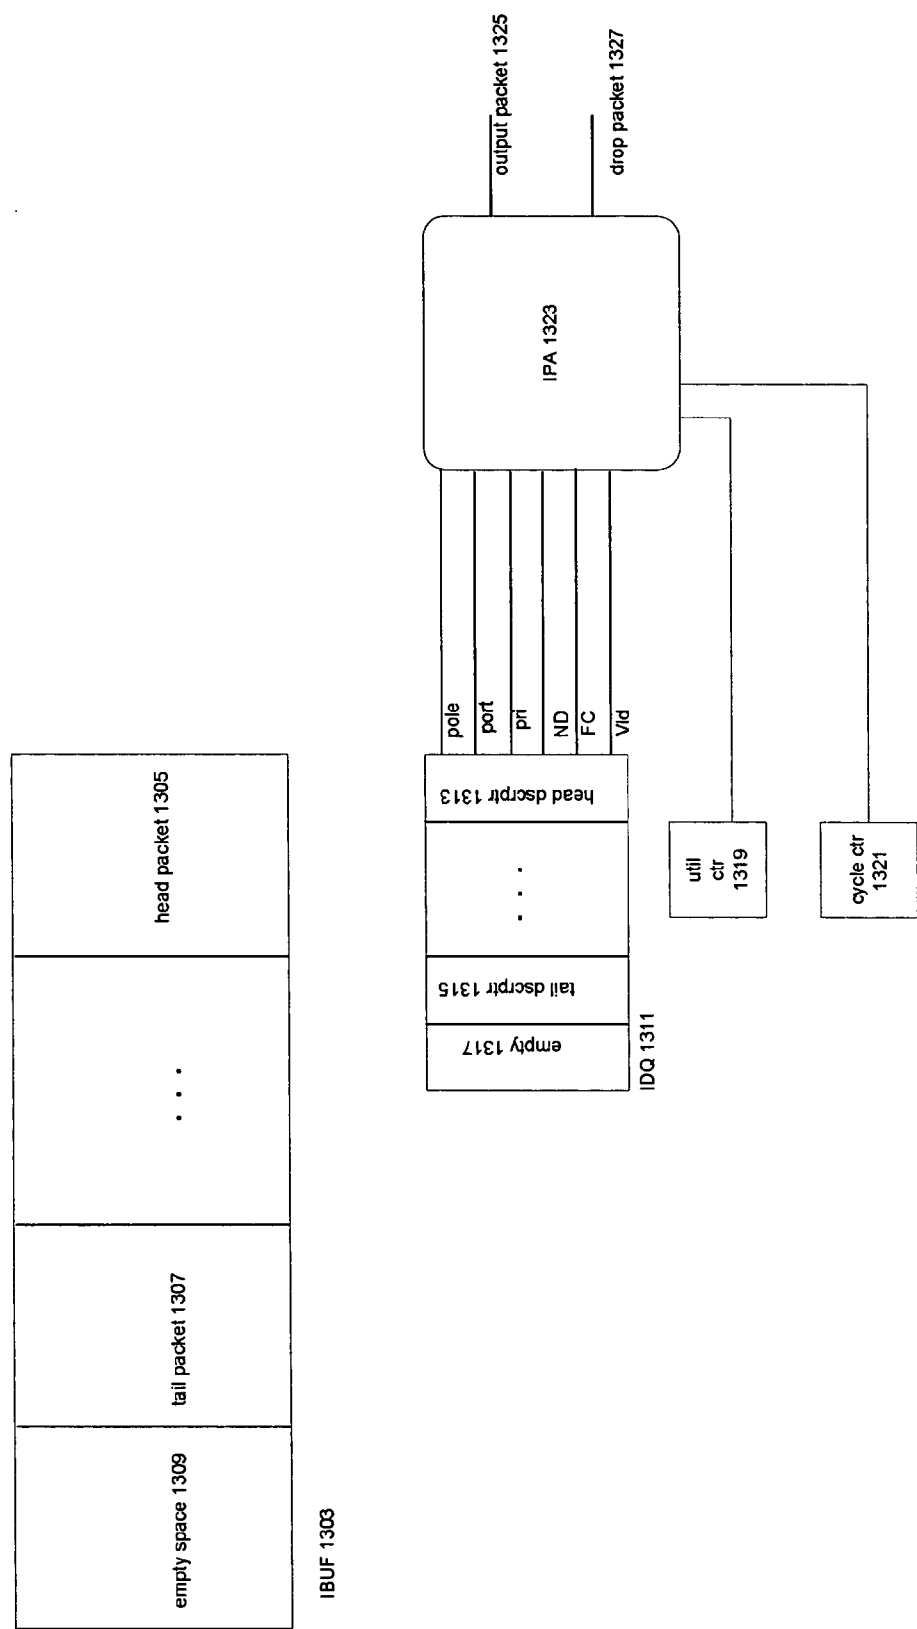 empty space 1309
tail packet 1307
. . .
head packet 1305
IBUF 1303
empty 1317
tail dscrptr 1315
. . .
head dscrptr 1313
IDQ 1311
pole
port
pri
ND
FC
Vld
IPA 1323
output packet 1325
drop packet 1327
util
ctr
1319
cycle ctr
1321